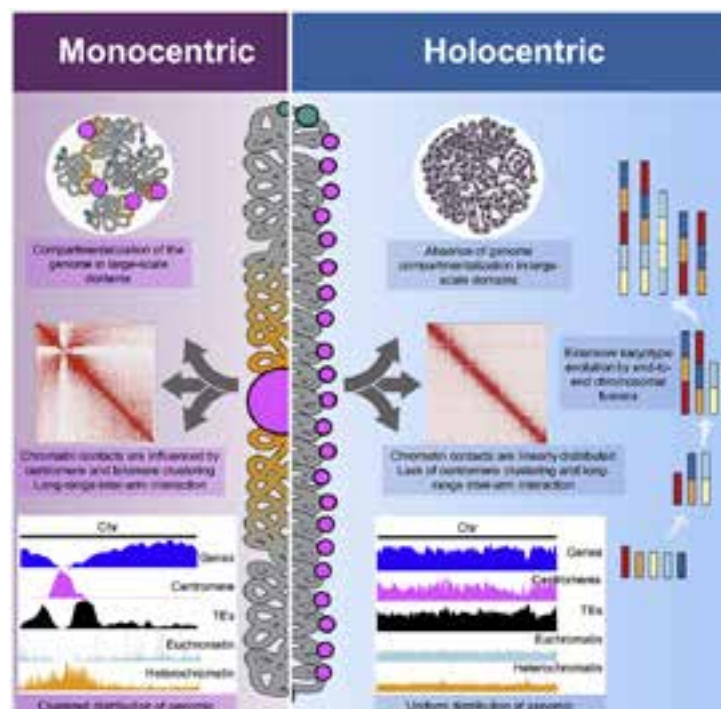 Monocentric
Holocentric
Compartmentalization of the
genome in large-scale
domains
Absence of genome
compartmentalization in large-
scale domains
Extensive karyotype
evolution by end-to-
end chromosomal
fusions
Chromatin contacts are influenced by
centromere and telomere clustering
Long-range inter-arm interaction
Chromatin contacts are linearly distributed
Lack of centromere clustering and long-
range inter-arm interaction
Chr
Genes
Centromere
TEs
Euchromatin
Heterochromatin
Chr
Genes
Centromeres
TEs
Euchromatin
Heterochromatin
Clustered distribution of genomic
Uniform distribution of genomic